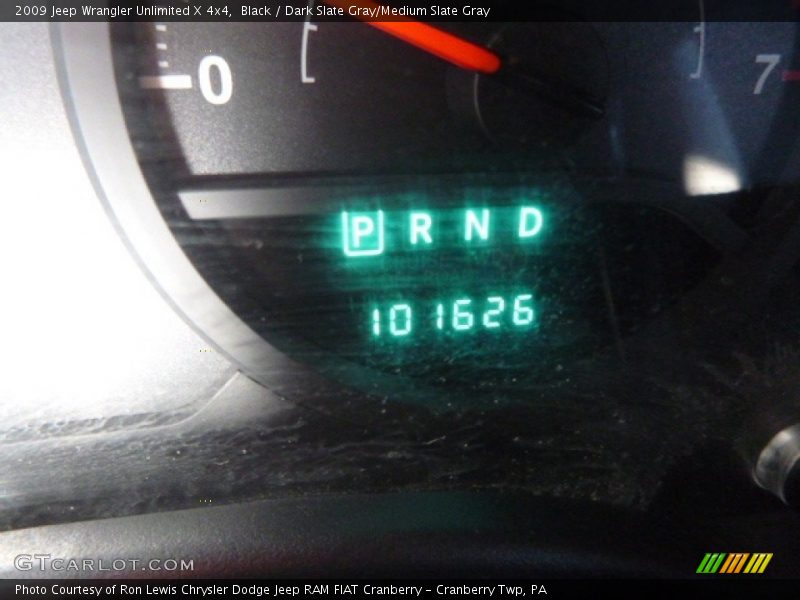 2009 Jeep Wrangler Unlimited X 4x4, Black / Dark Slate Gray/Medium Slate Gray
0 7
P R N D
101626
GTCARLOT.COM
Photo Courtesy of Ron Lewis Chrysler Dodge Jeep RAM FIAT Cranberry - Cranberry Twp, PA